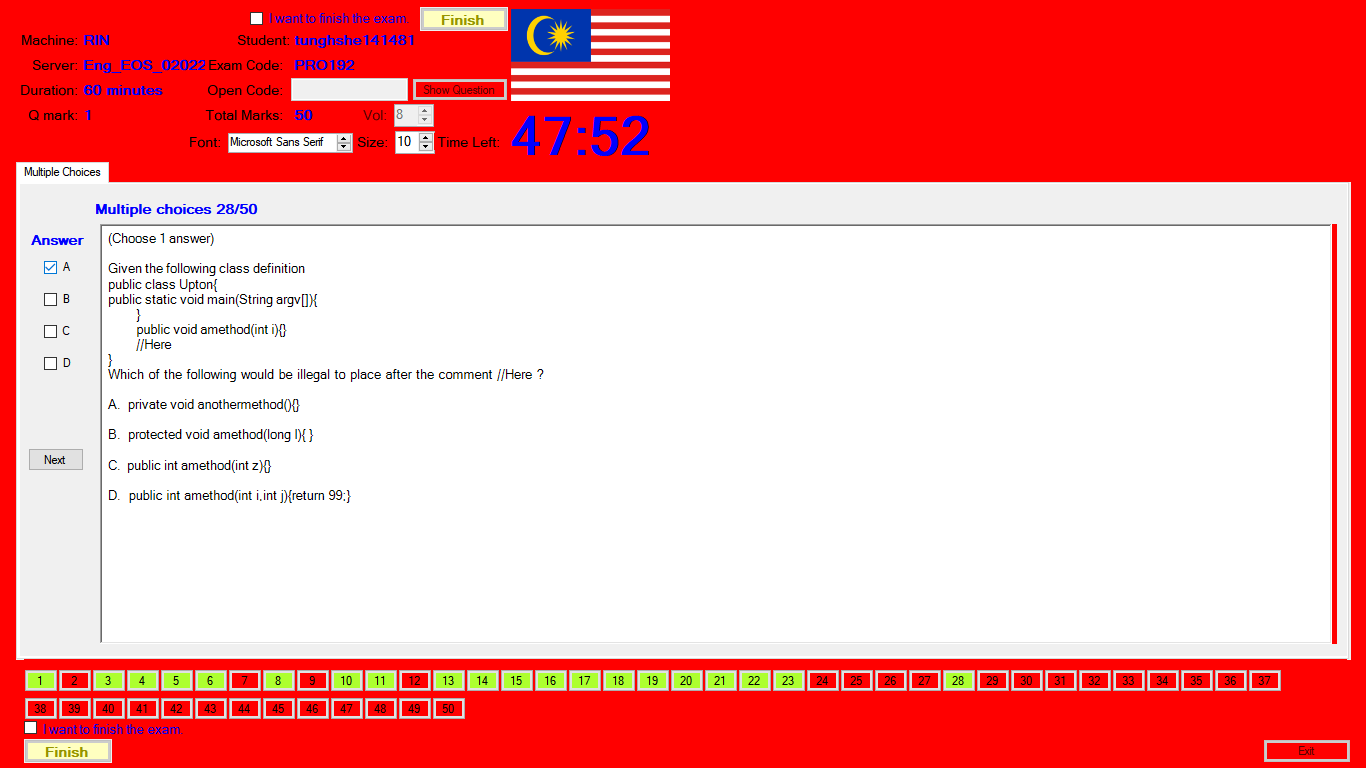 I want to finish the exam.
Finish
Machine: RIN
Student: tunghshe141481
Server: Eng_EOS_02022
Exam Code: PRO192
Duration: 60 minutes
Open Code:
Show Question
Q mark: 1
Total Marks: 50
Vol: 8
Font: Microsoft Sans Serif
Size: 10
Time Left: 47:52
Multiple Choices
Multiple choices 28/50
Answer
A
B
C
D
Next
(Choose 1 answer)
Given the following class definition
public class Upton{
public static void main(String argv[]){
}
public void amethod(int i){}
//Here
}
Which of the following would be illegal to place after the comment //Here ?
A. private void anothermethod(){}
B. protected void amethod(long l){ }
C. public int amethod(int z){}
D. public int amethod(int i,int j){return 99;}
1 2 3 4 5 6 7 8 9 10 11 12 13 14 15 16 17 18 19 20 21 22 23 24 25 26 27 28 29 30 31 32 33 34 35 36 37
38 39 40 41 42 43 44 45 46 47 48 49 50
I want to finish the exam.
Finish
Exit